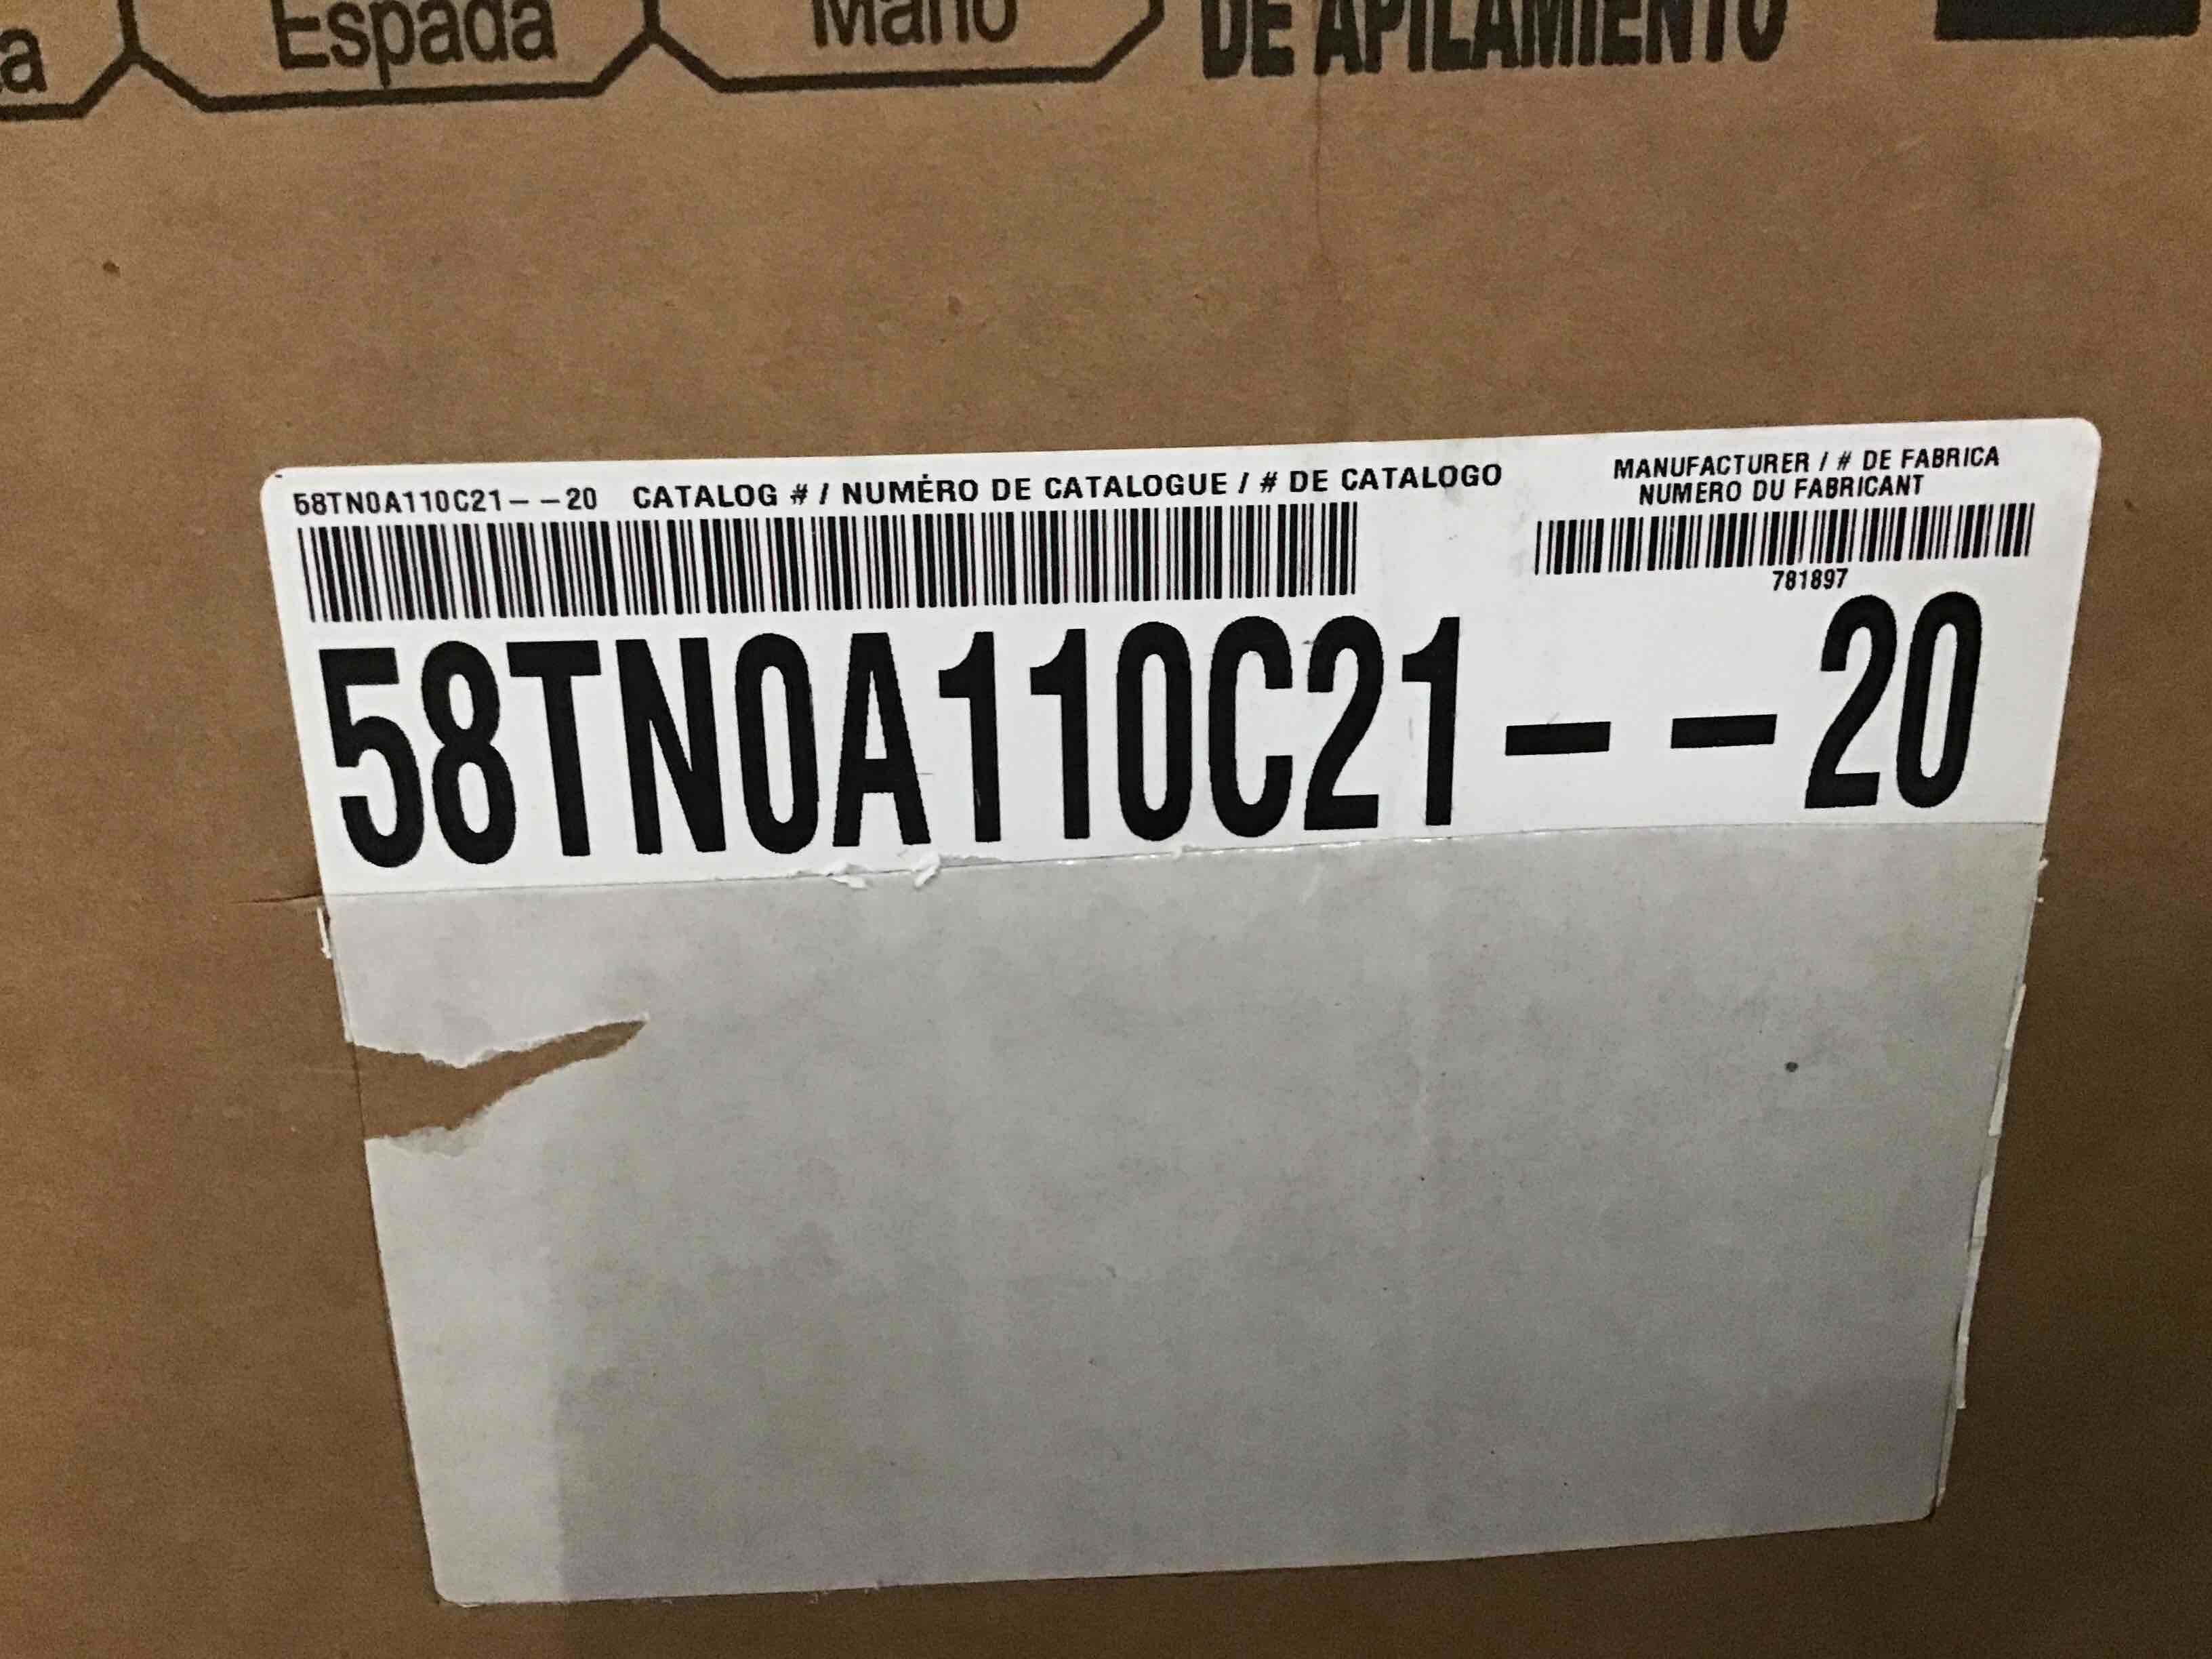 a Espada Mano DE APILAMIENTO
58TN0A110C21--20 CATALOG # / NUMÉRO DE CATALOGUE / # DE CATALOGO
MANUFACTURER / # DE FABRICA
NUMERO DU FABRICANT
781897
58TN0A110C21--20